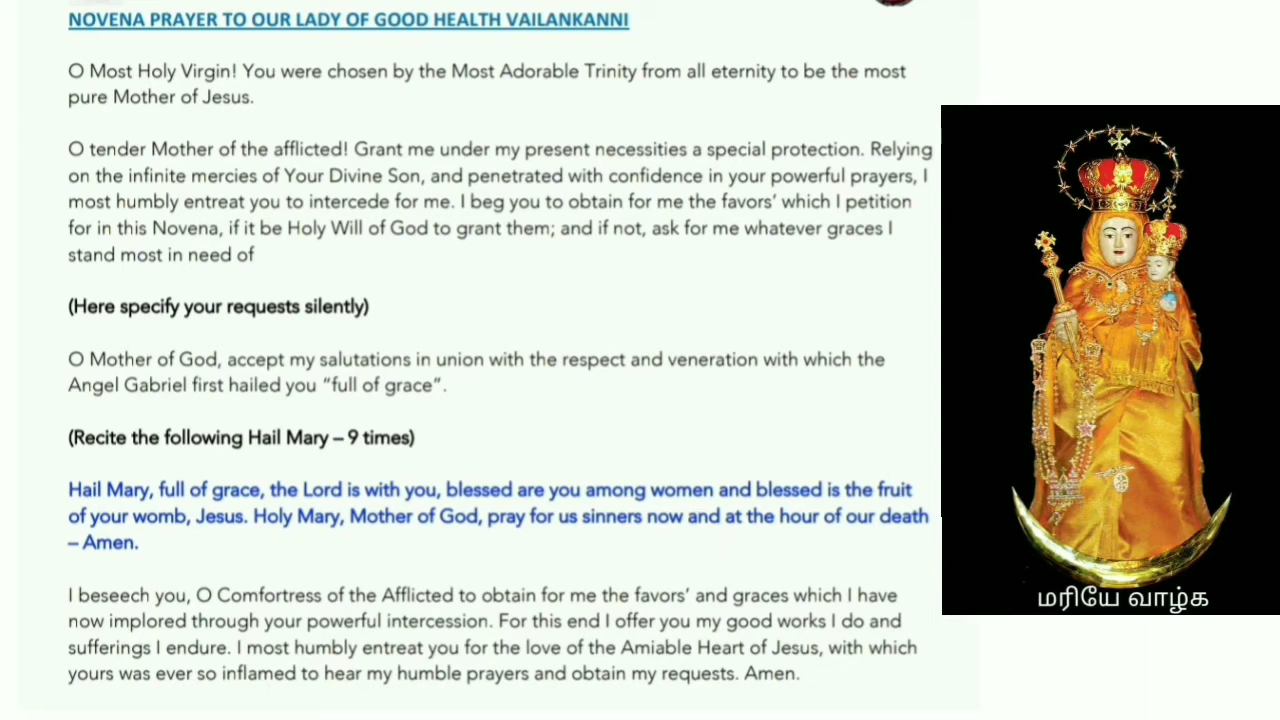 NOVENA PRAYER TO OUR LADY OF GOOD HEALTH VAILANKANNI
O Most Holy Virgin! You were chosen by the Most Adorable Trinity from all eternity to be the most
pure Mother of Jesus.
O tender Mother of the afflicted! Grant me under my present necessities a special protection. Relying
on the infinite mercies of Your Divine Son, and penetrated with confidence in your powerful prayers, I
most humbly entreat you to intercede for me. I beg you to obtain for me the favors’ which I petition
for in this Novena, if it be Holy Will of God to grant them; and if not, ask for me whatever graces I
stand most in need of
(Here specify your requests silently)
O Mother of God, accept my salutations in union with the respect and veneration with which the
Angel Gabriel first hailed you “full of grace”.
(Recite the following Hail Mary – 9 times)
Hail Mary, full of grace, the Lord is with you, blessed are you among women and blessed is the fruit
of your womb, Jesus. Holy Mary, Mother of God, pray for us sinners now and at the hour of our death
– Amen.
I beseech you, O Comfortress of the Afflicted to obtain for me the favors’ and graces which I have
now implored through your powerful intercession. For this end I offer you my good works I do and
sufferings I endure. I most humbly entreat you for the love of the Amiable Heart of Jesus, with which
yours was ever so inflamed to hear my humble prayers and obtain my requests. Amen.
மரியே வாழ்க